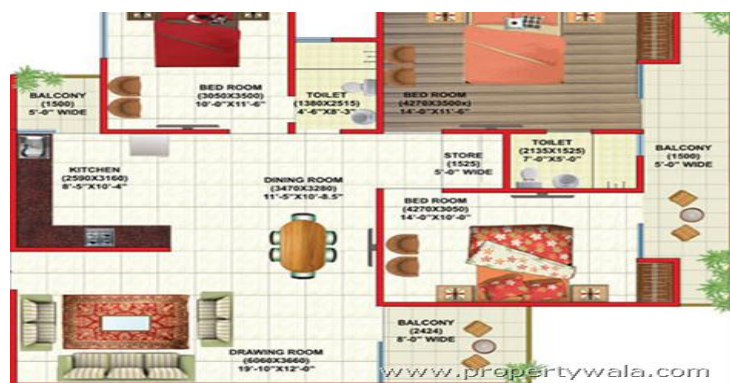 BED ROOM
(3050X3500)
10'-0"X11'-6"
TOILET
(1380X2515)
4'-6"X8'-3"
BED ROOM
(4270X3500x)
14'-0"X11'-6"
BALCONY
(1500)
5'-0" WIDE
KITCHEN
(2590X3160)
8'-5"X10'-4"
DINING ROOM
(3470X3280)
11'-5"X10'-8.5"
STORE
(1525)
5'-0" WIDE
TOILET
(2135X1525)
7'-0"X5'-0"
BALCONY
(1500)
5'-0" WIDE
BED ROOM
(4270X3050)
14'-0"X10'-0"
DRAWING ROOM
(6060X3660)
19'-10"X12'-0"
BALCONY
(2424)
8'-0" WIDE
www.propertywala.com